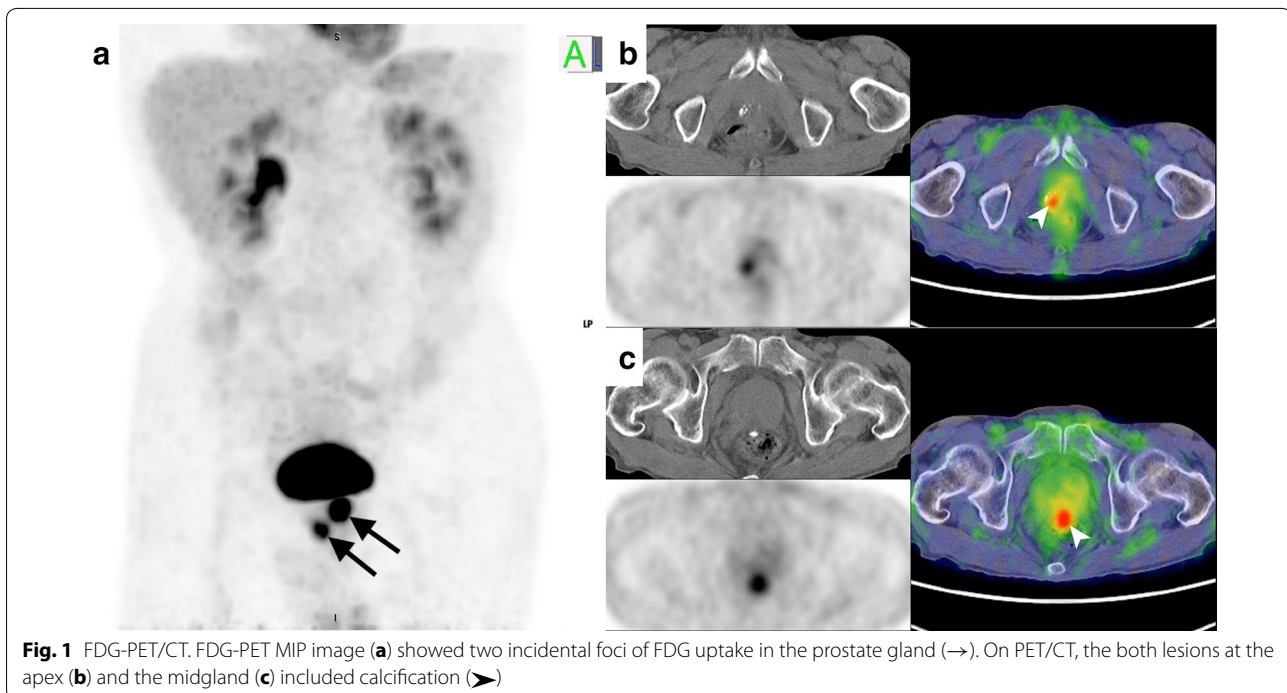 a
S
A
L
b
LP
c
I
Fig. 1 FDG-PET/CT. FDG-PET MIP image (a) showed two incidental foci of FDG uptake in the prostate gland (→). On PET/CT, the both lesions at the
apex (b) and the midgland (c) included calcification (➤)